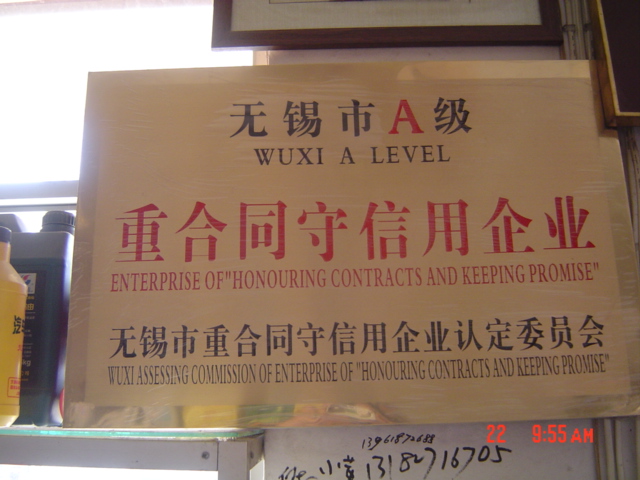 无锡市A级
WUXI A LEVEL
重合同守信用企业
ENTERPRISE OF"HONOURING CONTRACTS AND KEEPING PROMISE"
无锡市重合同守信用企业认定委员会
WUXI ASSESSING COMMISSION OF ENTERPRISE OF "HONOURING CONTRACTS AND KEEPING PROMISE"
22 9:55AM
13182716705